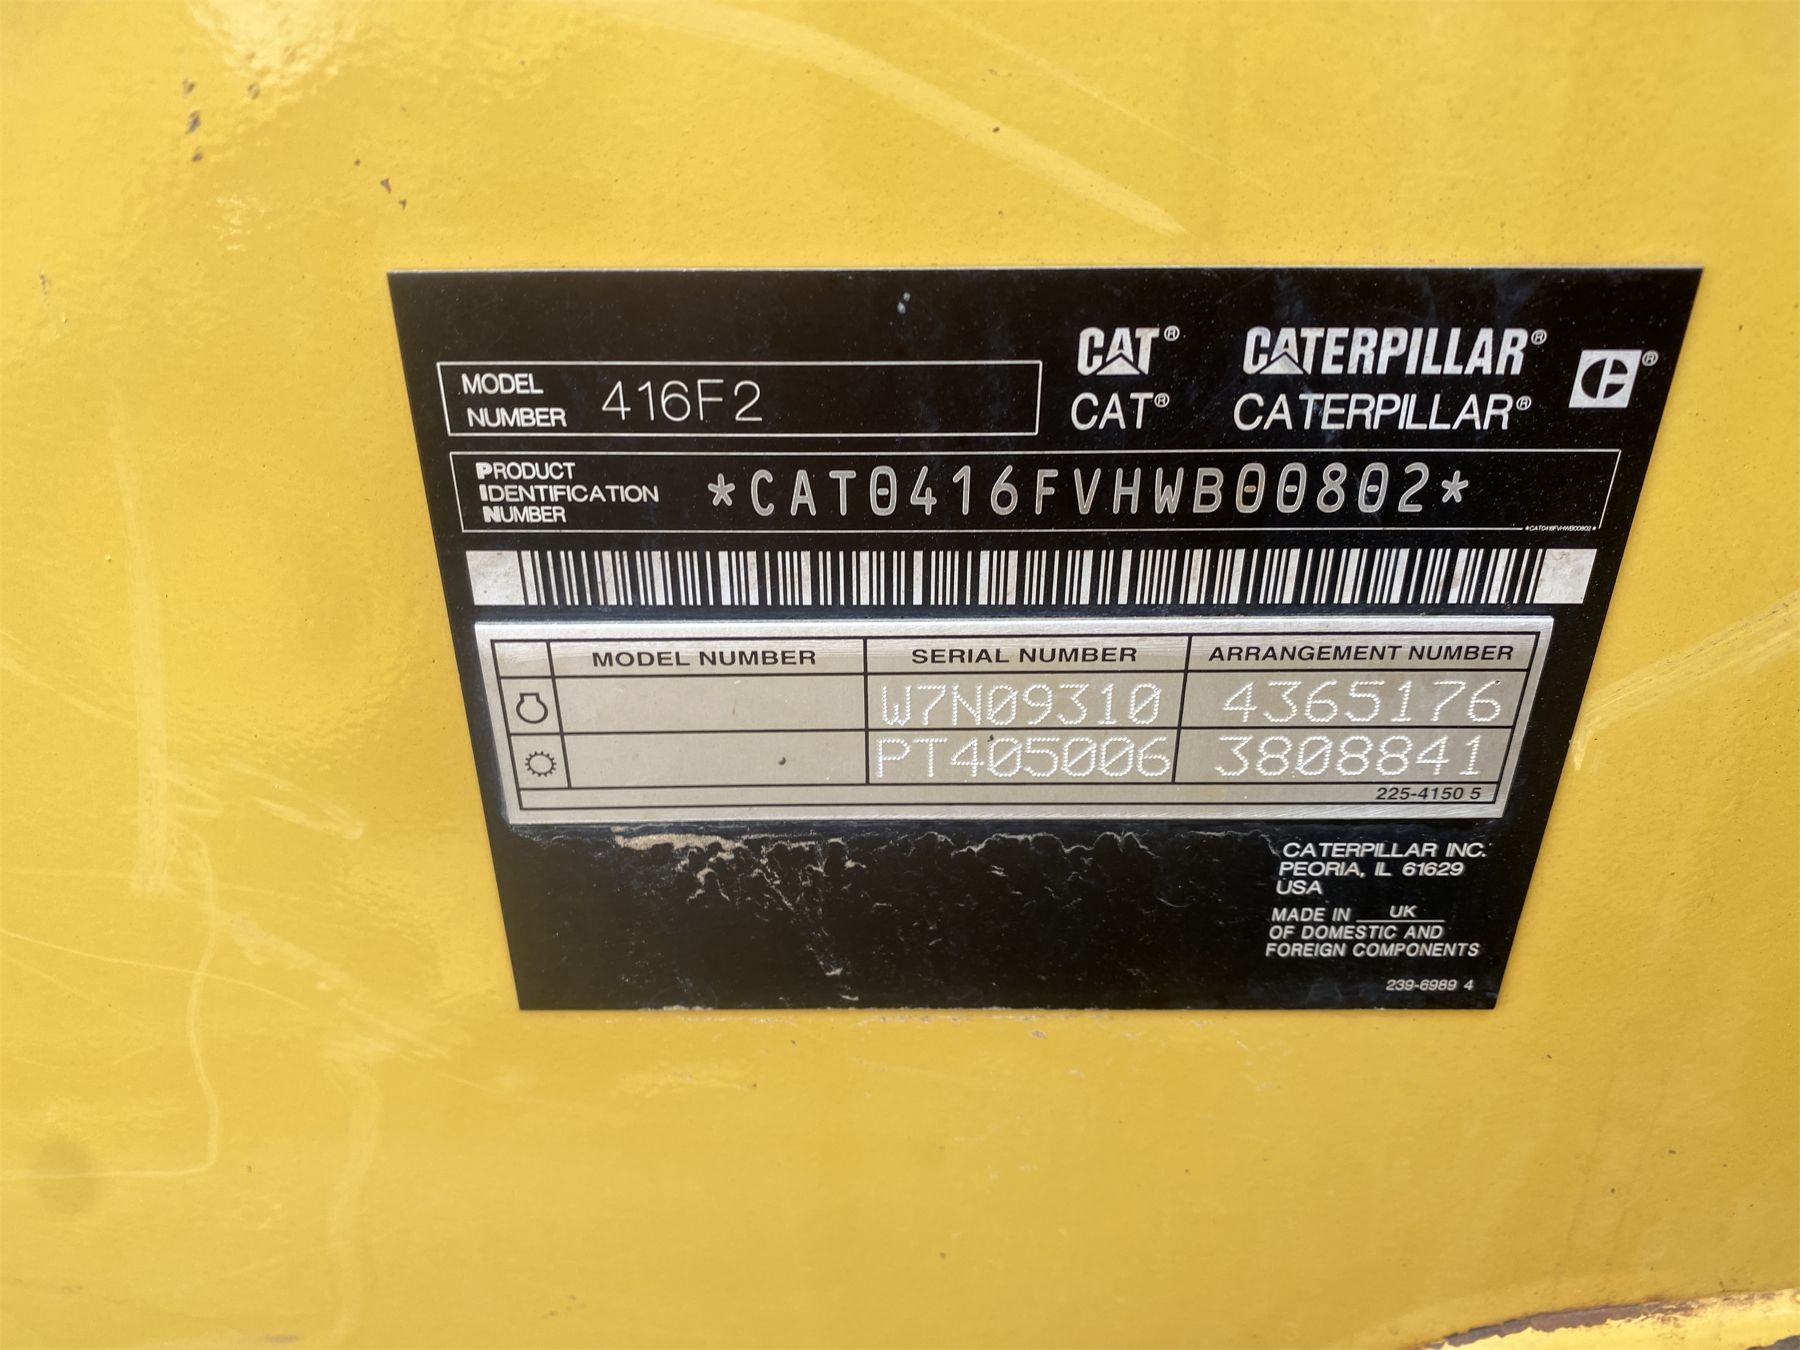 CAT® CATERPILLAR®
MODEL NUMBER 416F2
CAT® CATERPILLAR®
PRODUCT IDENTIFICATION NUMBER *CAT0416FVHWB00802*
*CAT0416FVHWB00802*
MODEL NUMBER SERIAL NUMBER ARRANGEMENT NUMBER
W7N09310 4365176
PT405006 3808841
225-4150 5
CATERPILLAR INC.
PEORIA, IL 61629
USA
MADE IN UK
OF DOMESTIC AND
FOREIGN COMPONENTS
239-6989 4